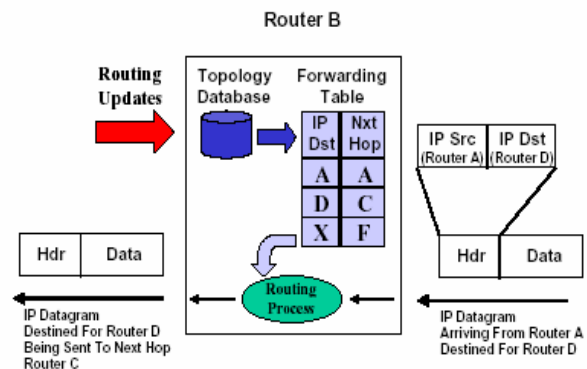 Router B
Routing
Updates
Topology
Database
Forwarding
Table
IP
Dst
Nxt
Hop
A A
D C
X F
Routing
Process
IP Src
(Router A)
IP Dst
(Router D)
Hdr Data
IP Datagram
Arriving From Router A
Destined For Router D
Hdr Data
IP Datagram
Destined For Router D
Being Sent To Next Hop
Router C